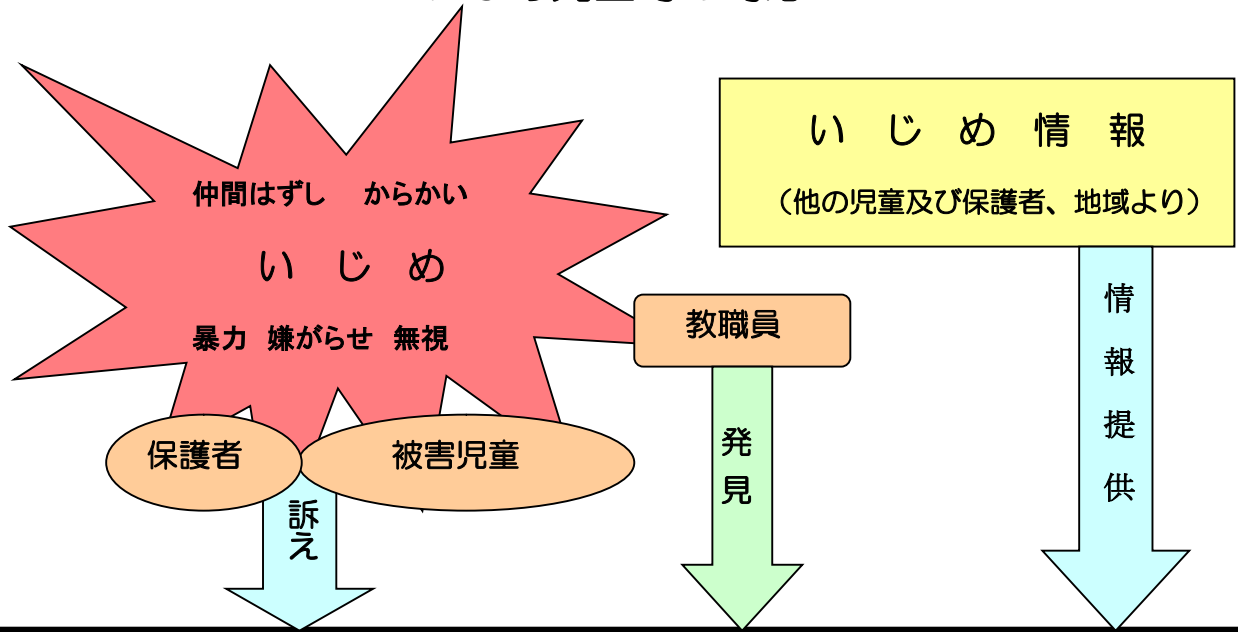 仲間はずし からかい
い じ め
暴力 嫌がらせ 無視
保護者
被害児童
訴え
教職員
発見
い じ め 情 報
（他の児童及び保護者、地域より）
情報提供